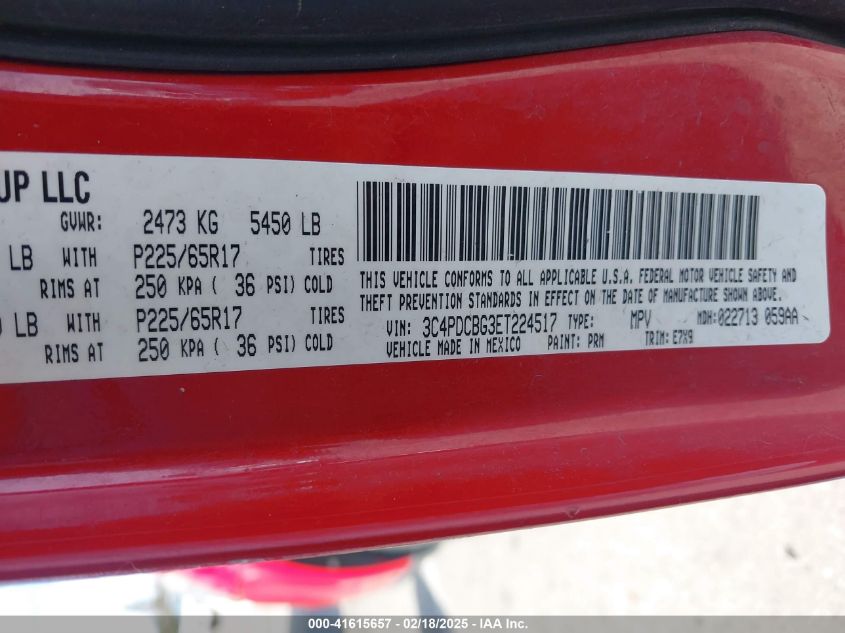 UP LLC
GVWR: 2473 KG 5450 LB
LB WITH P225/65R17 TIRES
RIMS AT 250 KPA ( 36 PSI) COLD
LB WITH P225/65R17 TIRES
RIMS AT 250 KPA ( 36 PSI) COLD
THIS VEHICLE CONFORMS TO ALL APPLICABLE U.S.A. FEDERAL MOTOR VEHICLE SAFETY AND
THEFT PREVENTION STANDARDS IN EFFECT ON THE DATE OF MANUFACTURE SHOWN ABOVE.
VIN: 3C4PDCBG3ET224517 TYPE: MPV MDH:022713 059AA
VEHICLE MADE IN MEXICO PAINT: PRM TRIM: E7X9
000-41615657 - 02/18/2025 - IAA Inc.